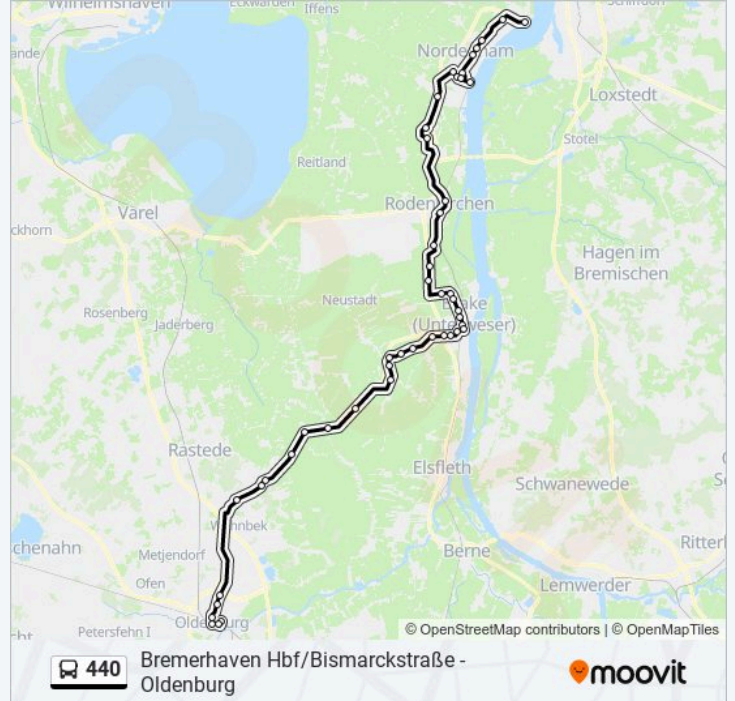 Wilhelmshaven
Eckwarden
Iffens
Schiffdorf
ande
Nordenham
Loxstedt
Stotel
Reitland
Varel
Rodenkirchen
ckhorn
Hagen im
Bremischen
Neustadt
Brake
(Unterweser)
Rosenberg
Jaderberg
Rastede
Elsfleth
Schwanewede
Wahnbek
schenahn
Metjendorf
Berne
Ritterh
Ofen
Lemwerder
Oldenburg
Petersfehn I
© OpenStreetMap contributors | © OpenMapTiles
440
Bremerhaven Hbf/Bismarckstraße -
Oldenburg
moovit